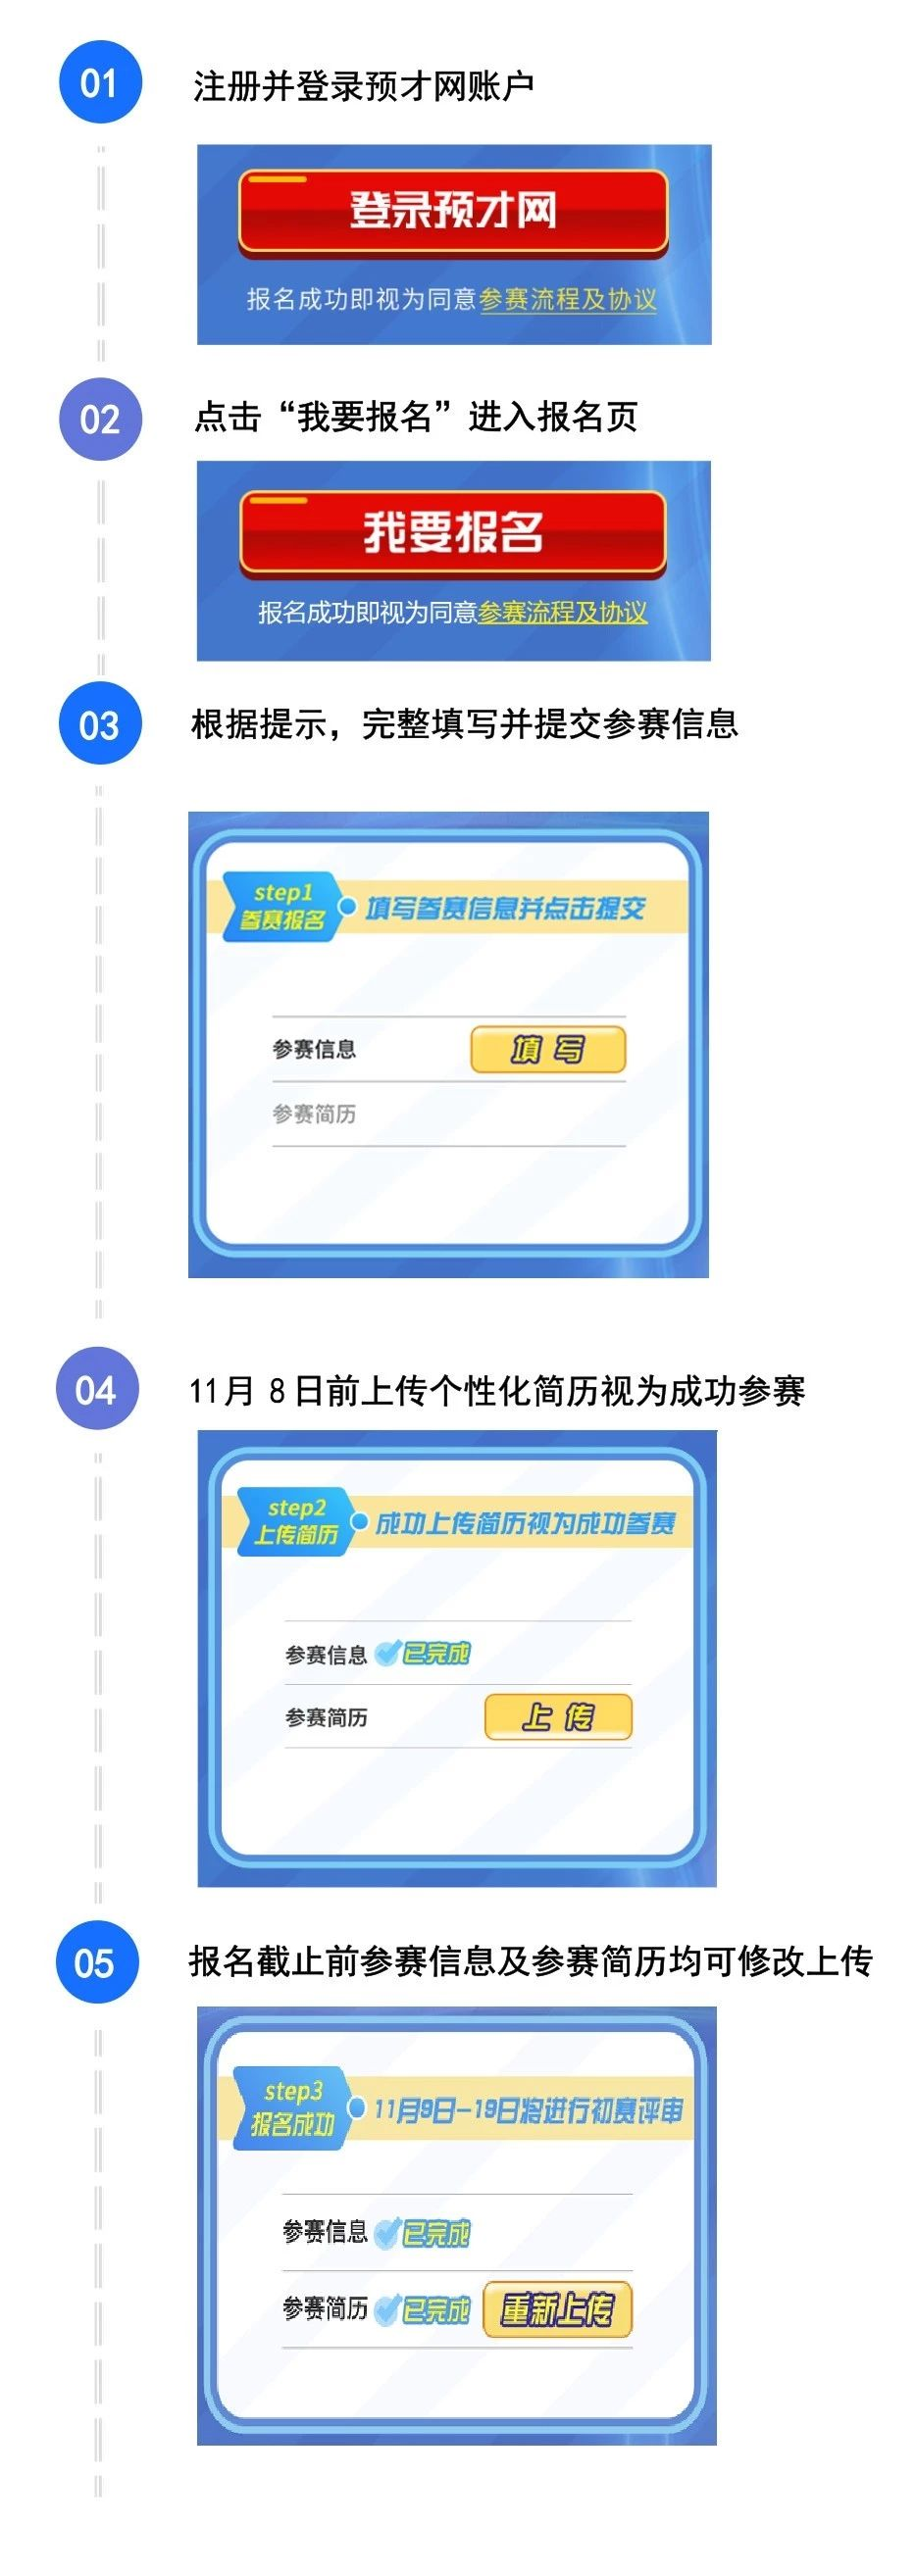 01
注册并登录预才网账户
登录预才网
报名成功即视为同意参赛流程及协议
02
点击“我要报名”进入报名页
我要报名
报名成功即视为同意参赛流程及协议
03
根据提示，完整填写并提交参赛信息
step1
参赛报名
填写参赛信息并点击提交
参赛信息 填 写
参赛简历
04
11月 8日前上传个性化简历视为成功参赛
step2
上传简历
成功上传简历视为成功参赛
参赛信息 已完成
参赛简历 上 传
05
报名截止前参赛信息及参赛简历均可修改上传
step3
报名成功
11月9日-19日将进行初赛评审
参赛信息 已完成
参赛简历 已完成 重新上传